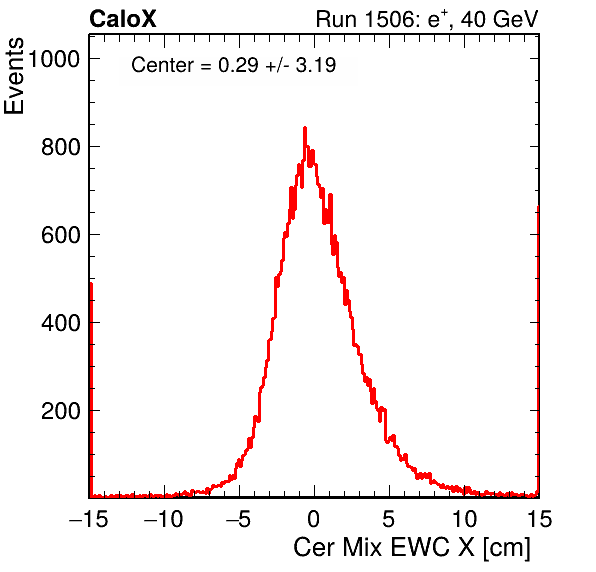 CaloX Run 1506: e⁺, 40 GeV
Events
Center = 0.29 +/- 3.19
1000
800
600
400
200
−15 −10 −5 0 5 10 15
Cer Mix EWC X [cm]